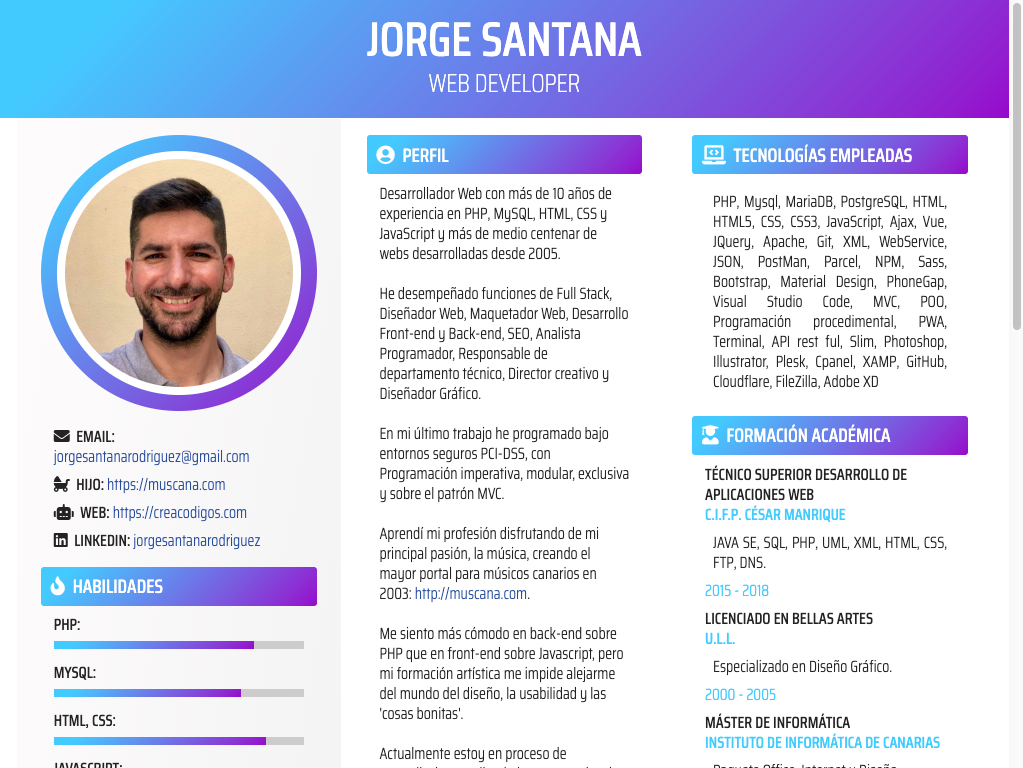 JORGE SANTANA
WEB DEVELOPER
EMAIL:
jorgesantanarodriguez@gmail.com
HIJO: https://muscana.com
WEB: https://creacodigos.com
LINKEDIN: jorgesantanarodriguez
HABILIDADES
PHP:
MYSQL:
HTML, CSS:
JAVASCRIPT:
PERFIL
Desarrollador Web con más de 10 años de
experiencia en PHP, MySQL, HTML, CSS y
JavaScript y más de medio centenar de
webs desarrolladas desde 2005.
He desempeñado funciones de Full Stack,
Diseñador Web, Maquetador Web, Desarrollo
Front-end y Back-end, SEO, Analista
Programador, Responsable de
departamento técnico, Director creativo y
Diseñador Gráfico.
En mi último trabajo he programado bajo
entornos seguros PCI-DSS, con
Programación imperativa, modular, exclusiva
y sobre el patrón MVC.
Aprendí mi profesión disfrutando de mi
principal pasión, la música, creando el
mayor portal para músicos canarios en
2003: http://muscana.com.
Me siento más cómodo en back-end sobre
PHP que en front-end sobre Javascript, pero
mi formación artística me impide alejarme
del mundo del diseño, la usabilidad y las
'cosas bonitas'.
Actualmente estoy en proceso de
TECNOLOGÍAS EMPLEADAS
PHP, Mysql, MariaDB, PostgreSQL, HTML,
HTML5, CSS, CSS3, JavaScript, Ajax, Vue,
JQuery, Apache, Git, XML, WebService,
JSON, PostMan, Parcel, NPM, Sass,
Bootstrap, Material Design, PhoneGap,
Visual Studio Code, MVC, POO,
Programación procedimental, PWA,
Terminal, API rest ful, Slim, Photoshop,
Illustrator, Plesk, Cpanel, XAMP, GitHub,
Cloudflare, FileZilla, Adobe XD
FORMACIÓN ACADÉMICA
TÉCNICO SUPERIOR DESARROLLO DE
APLICACIONES WEB
C.I.F.P. CÉSAR MANRIQUE
JAVA SE, SQL, PHP, UML, XML, HTML, CSS,
FTP, DNS.
2015 - 2018
LICENCIADO EN BELLAS ARTES
U.L.L.
Especializado en Diseño Gráfico.
2000 - 2005
MÁSTER DE INFORMÁTICA
INSTITUTO DE INFORMÁTICA DE CANARIAS
Paquete Office, Internet y Diseño